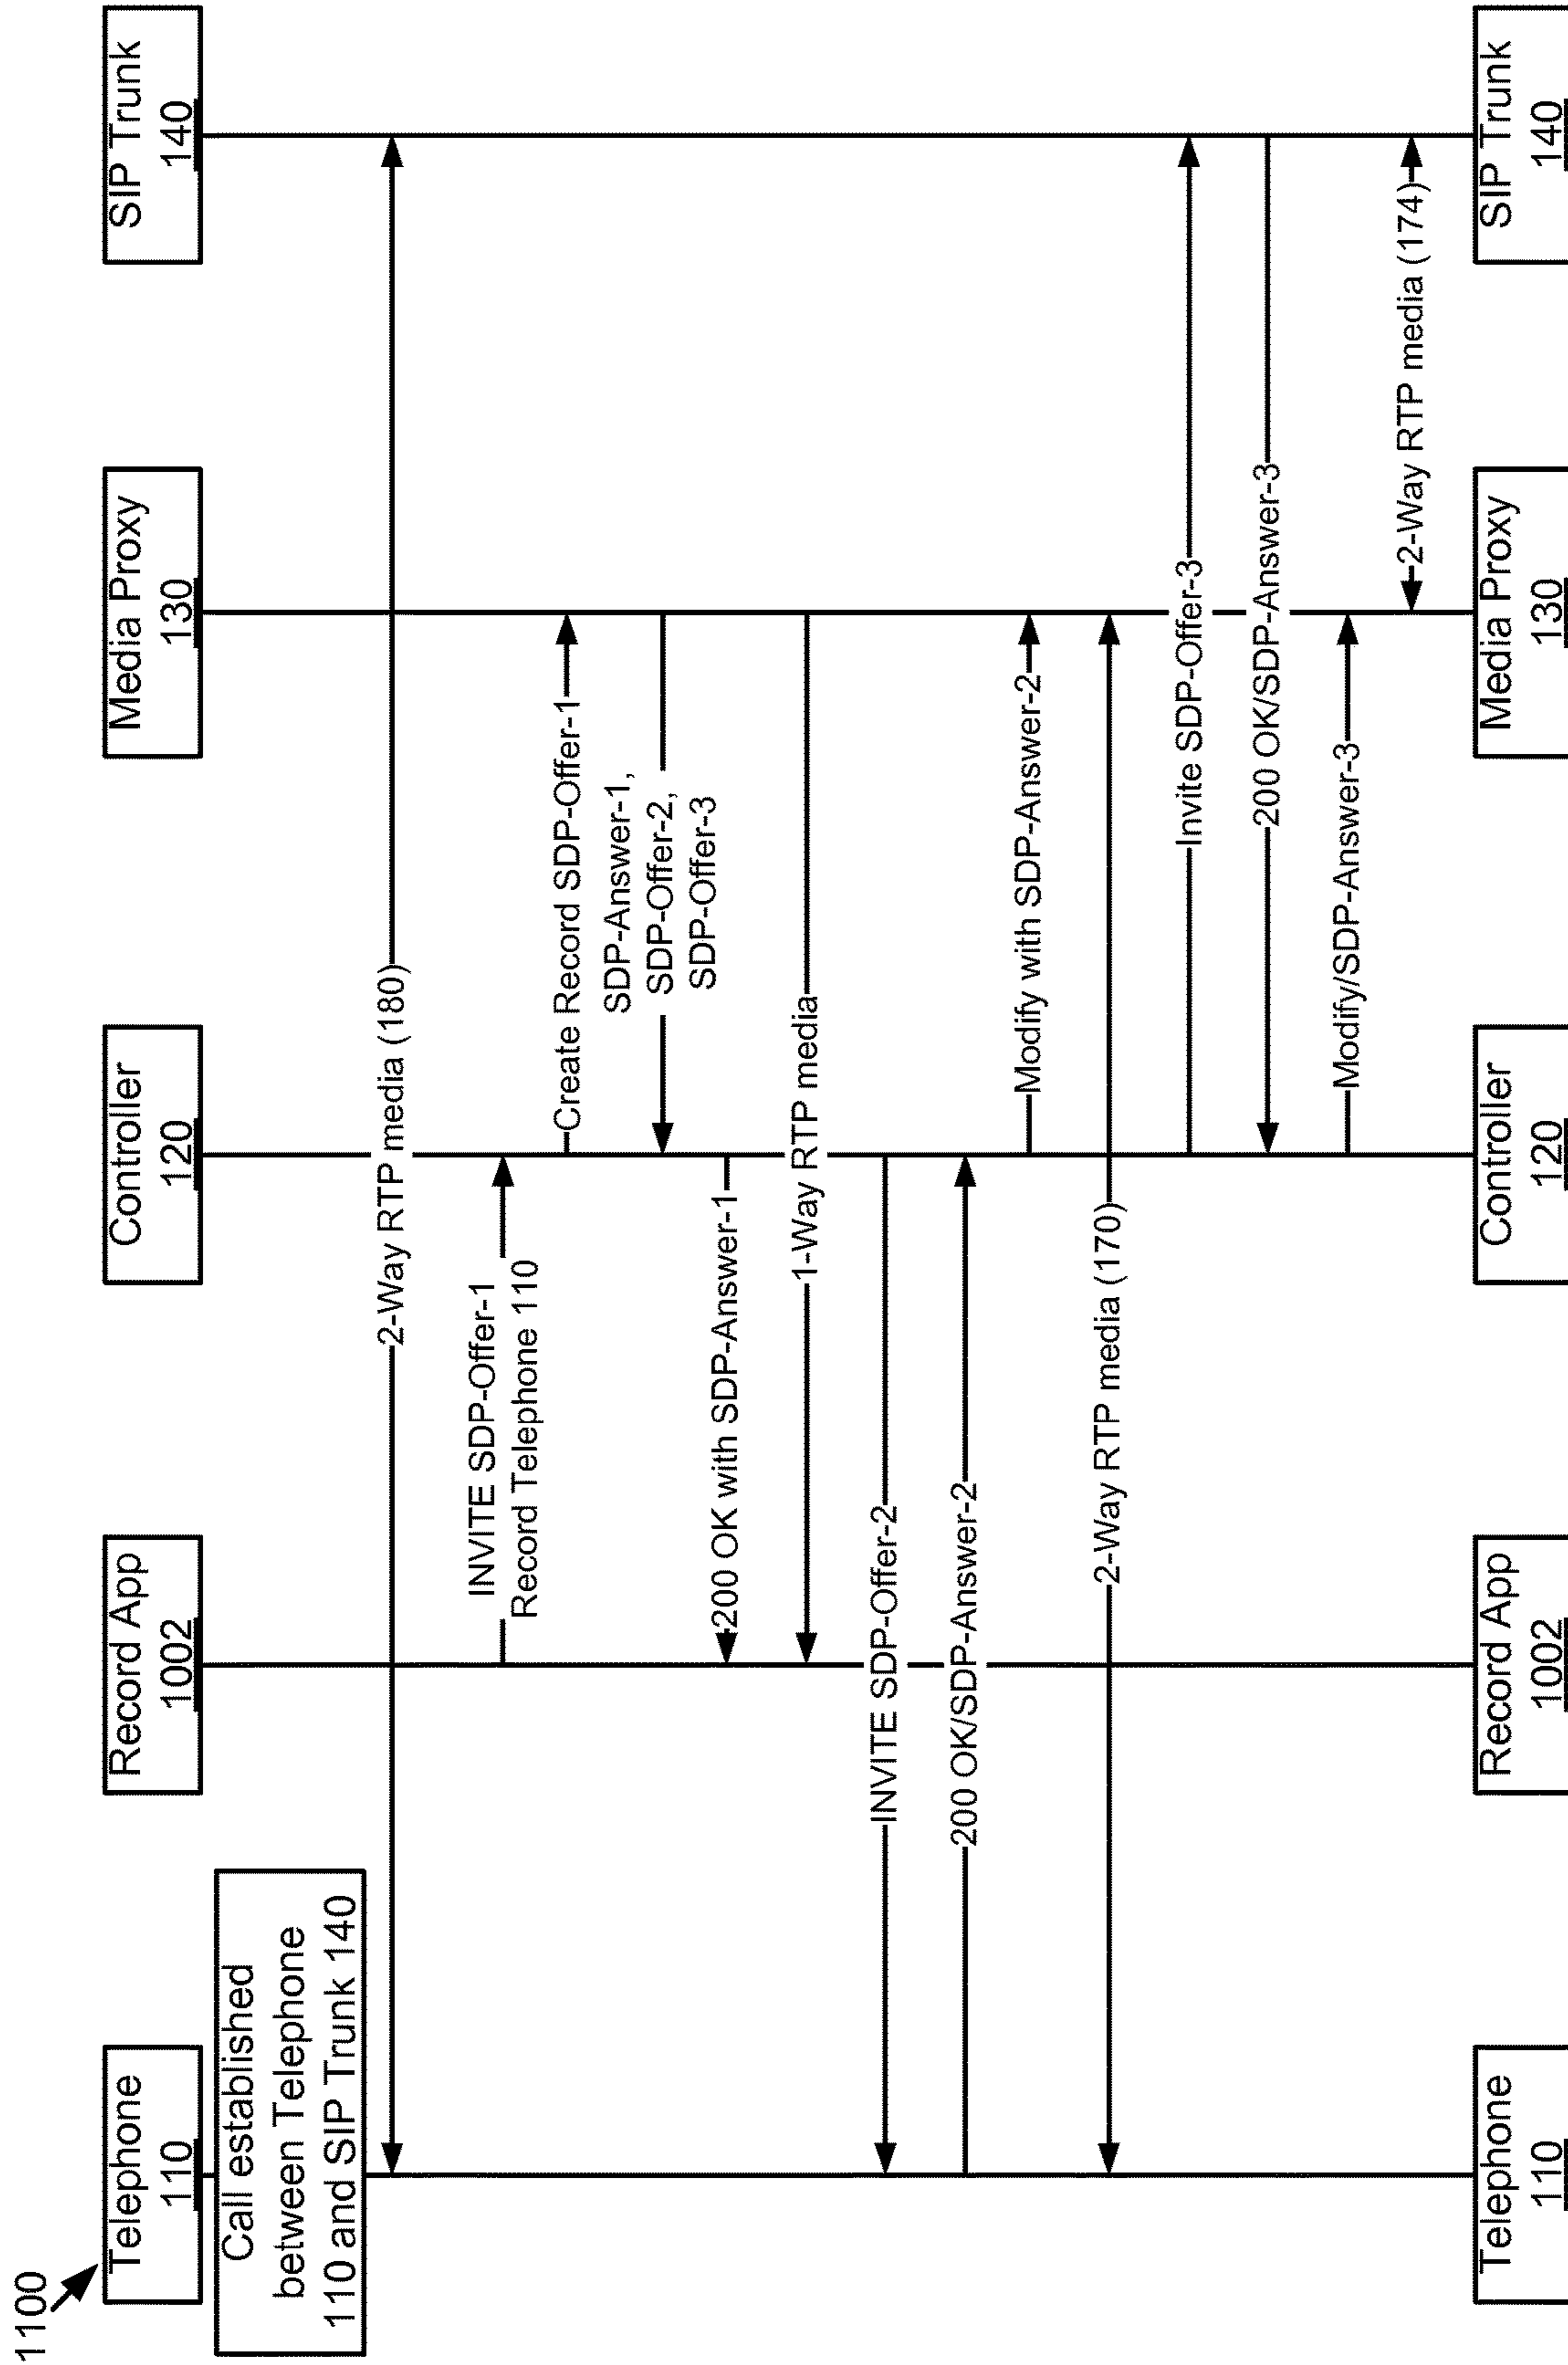 1100
Telephone
110
Record App
1002
Controller
120
Media Proxy
130
SIP Trunk
140
Call established
between Telephone
110 and SIP Trunk 140
2-Way RTP media (180)
INVITE SDP-Offer-1
Record Telephone 110
Create Record SDP-Offer-1
SDP-Answer-1,
SDP-Offer-2,
SDP-Offer-3
200 OK with SDP-Answer-1
1-Way RTP media
INVITE SDP-Offer-2
200 OK/SDP-Answer-2
Modify with SDP-Answer-2
2-Way RTP media (170)
Invite SDP-Offer-3
200 OK/SDP-Answer-3
Modify/SDP-Answer-3
2-Way RTP media (174)
Telephone
110
Record App
1002
Controller
120
Media Proxy
130
SIP Trunk
140